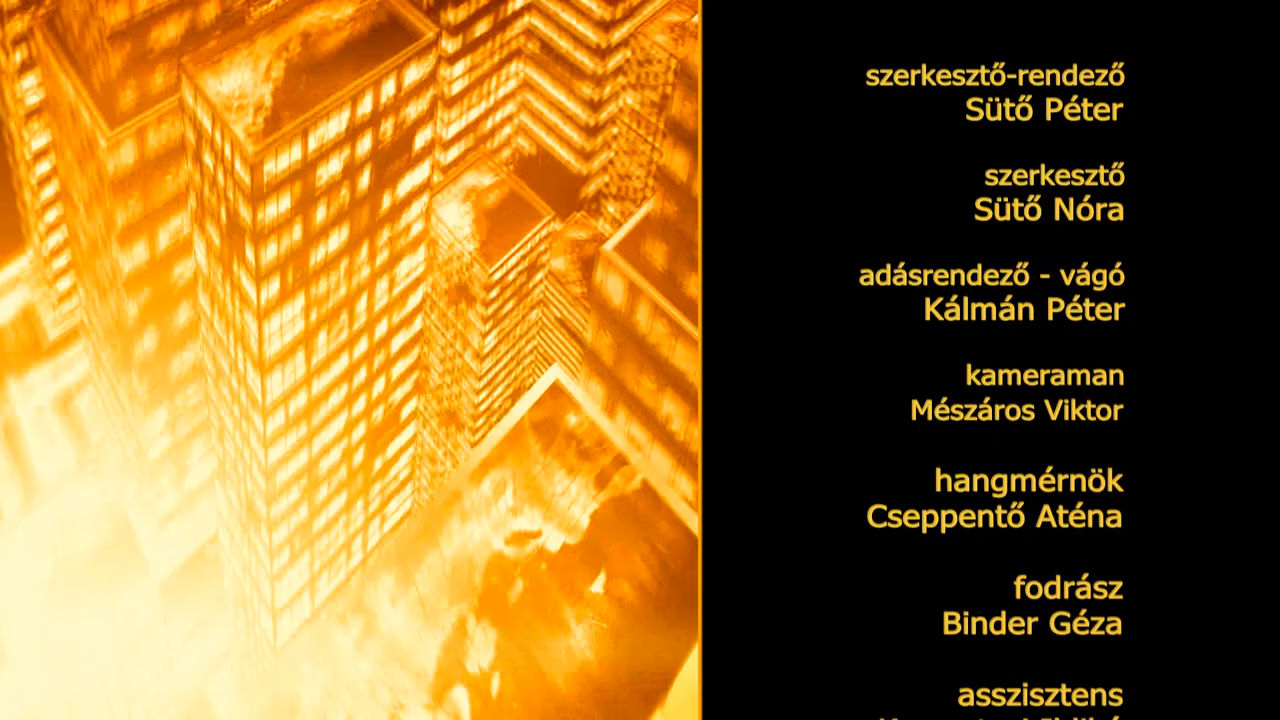 szerkesztő-rendező
Sütő Péter
szerkesztő
Sütő Nóra
adásrendező - vágó
Kálmán Péter
kameraman
Mészáros Viktor
hangmérnök
Cseppentő Aténa
fodrász
Binder Géza
asszisztens